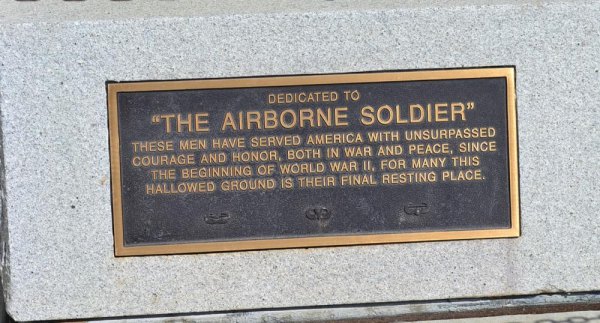 DEDICATED TO
"THE AIRBORNE SOLDIER"
THESE MEN HAVE SERVED AMERICA WITH UNSURPASSED
COURAGE AND HONOR, BOTH IN WAR AND PEACE, SINCE
THE BEGINNING OF WORLD WAR II, FOR MANY THIS
HALLOWED GROUND IS THEIR FINAL RESTING PLACE.